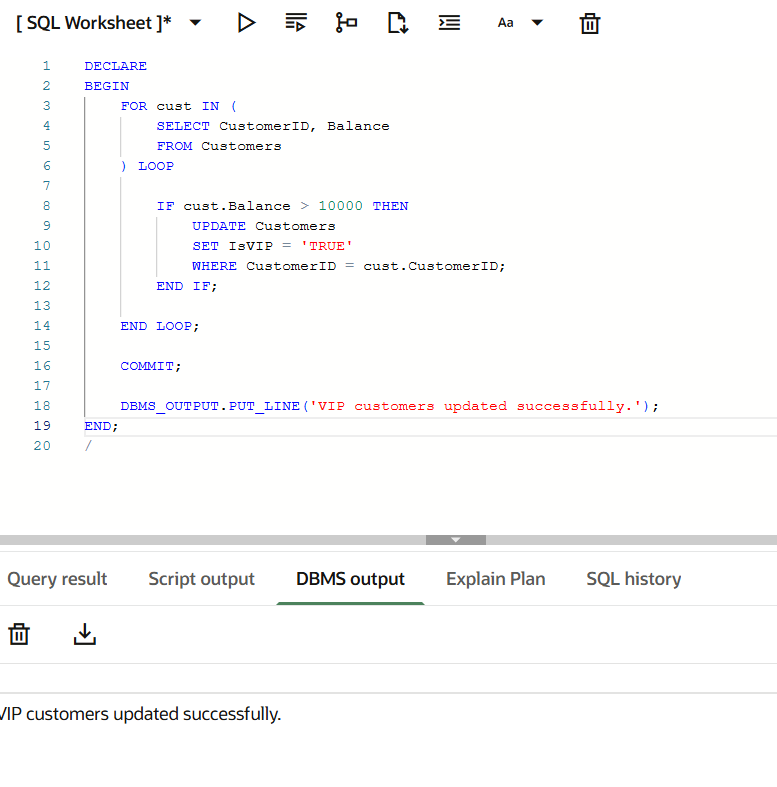 [ SQL Worksheet ]* Aa
1 DECLARE
2 BEGIN
3 FOR cust IN (
4 SELECT CustomerID, Balance
5 FROM Customers
6 ) LOOP
7
8 IF cust.Balance > 10000 THEN
9 UPDATE Customers
10 SET IsVIP = 'TRUE'
11 WHERE CustomerID = cust.CustomerID;
12 END IF;
13
14 END LOOP;
15
16 COMMIT;
17
18 DBMS_OUTPUT.PUT_LINE('VIP customers updated successfully.');
19 END;
20 /
Query result Script output DBMS output Explain Plan SQL history
VIP customers updated successfully.